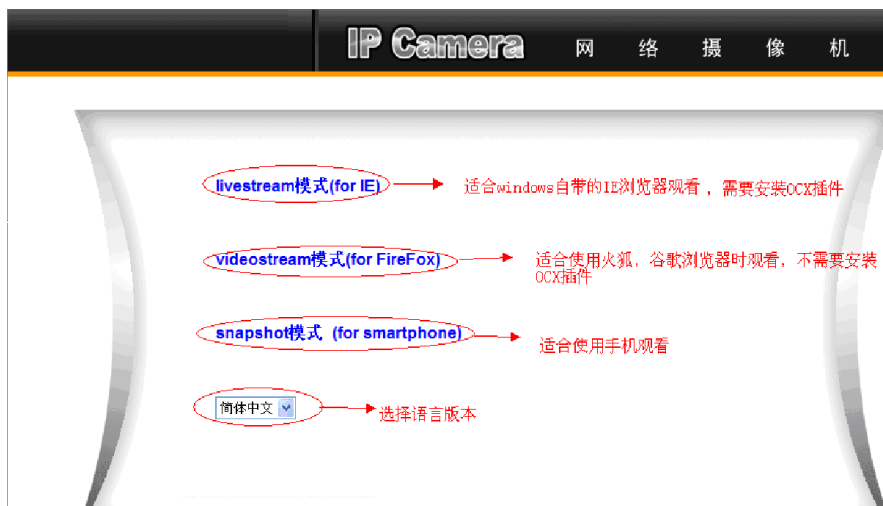 IP Camera 网 络 摄 像 机
livestream模式(for IE) 适合windows自带的IE浏览器观看，需要安装OCX插件
videostream模式(for FireFox) 适合使用火狐，谷歌浏览器时观看，不需要安装
OCX插件
snapshot模式 (for smartphone) 适合使用手机观看
简体中文 选择语言版本